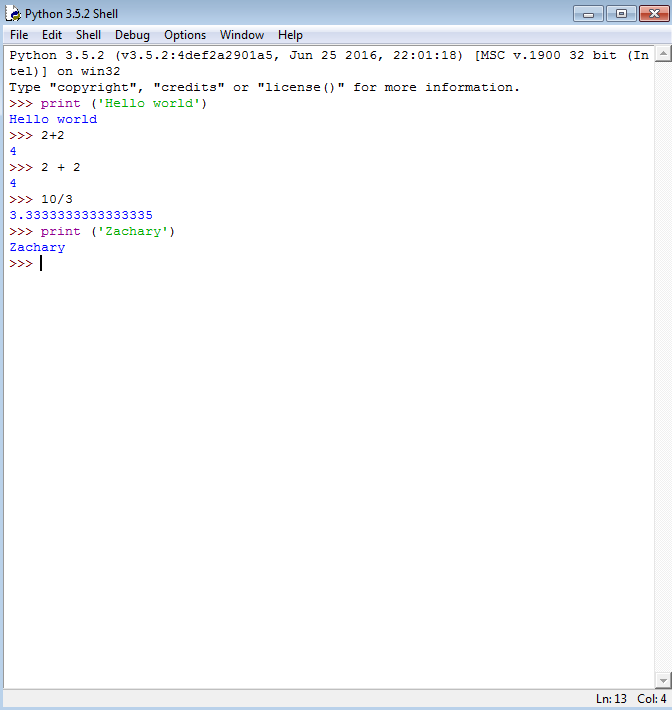 Python 3.5.2 Shell
File Edit Shell Debug Options Window Help
Python 3.5.2 (v3.5.2:4def2a2901a5, Jun 25 2016, 22:01:18) [MSC v.1900 32 bit (In
tel)] on win32
Type "copyright", "credits" or "license()" for more information.
>>> print ('Hello world')
Hello world
>>> 2+2
4
>>> 2 + 2
4
>>> 10/3
3.3333333333333335
>>> print ('Zachary')
Zachary
>>>
Ln: 13 Col: 4